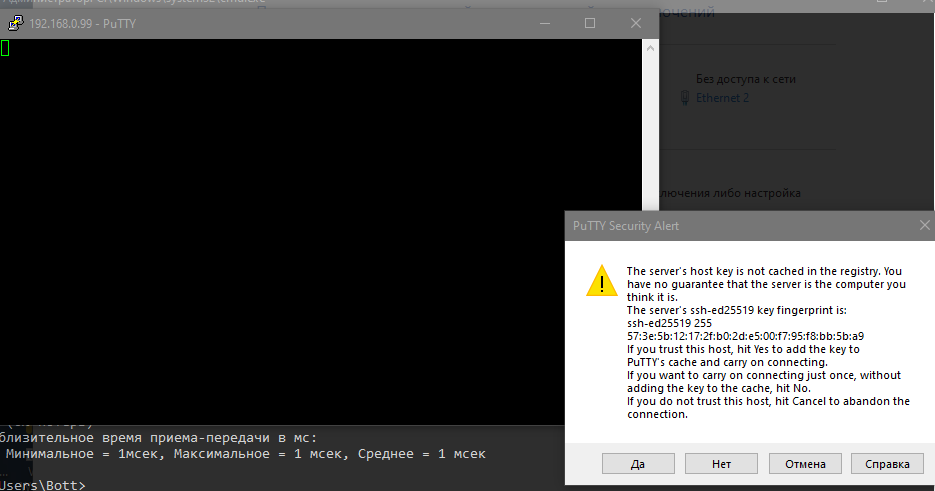 192.168.0.99 - PuTTY
Без доступа к сети
Ethernet 2
лючения либо настройка
PuTTY Security Alert
The server's host key is not cached in the registry. You
have no guarantee that the server is the computer you
think it is.
The server's ssh-ed25519 key fingerprint is:
ssh-ed25519 255
57:3e:5b:12:17:2f:b0:2d:e5:00:f7:95:f8:bb:5b:a9
If you trust this host, hit Yes to add the key to
PuTTY's cache and carry on connecting.
If you want to carry on connecting just once, without
adding the key to the cache, hit No.
If you do not trust this host, hit Cancel to abandon the
connection.
Да
Нет
Отмена
Справка
близительное время приема-передачи в мс:
Минимальное = 1мсек, Максимальное = 1 мсек, Среднее = 1 мсек
Users\Bott>